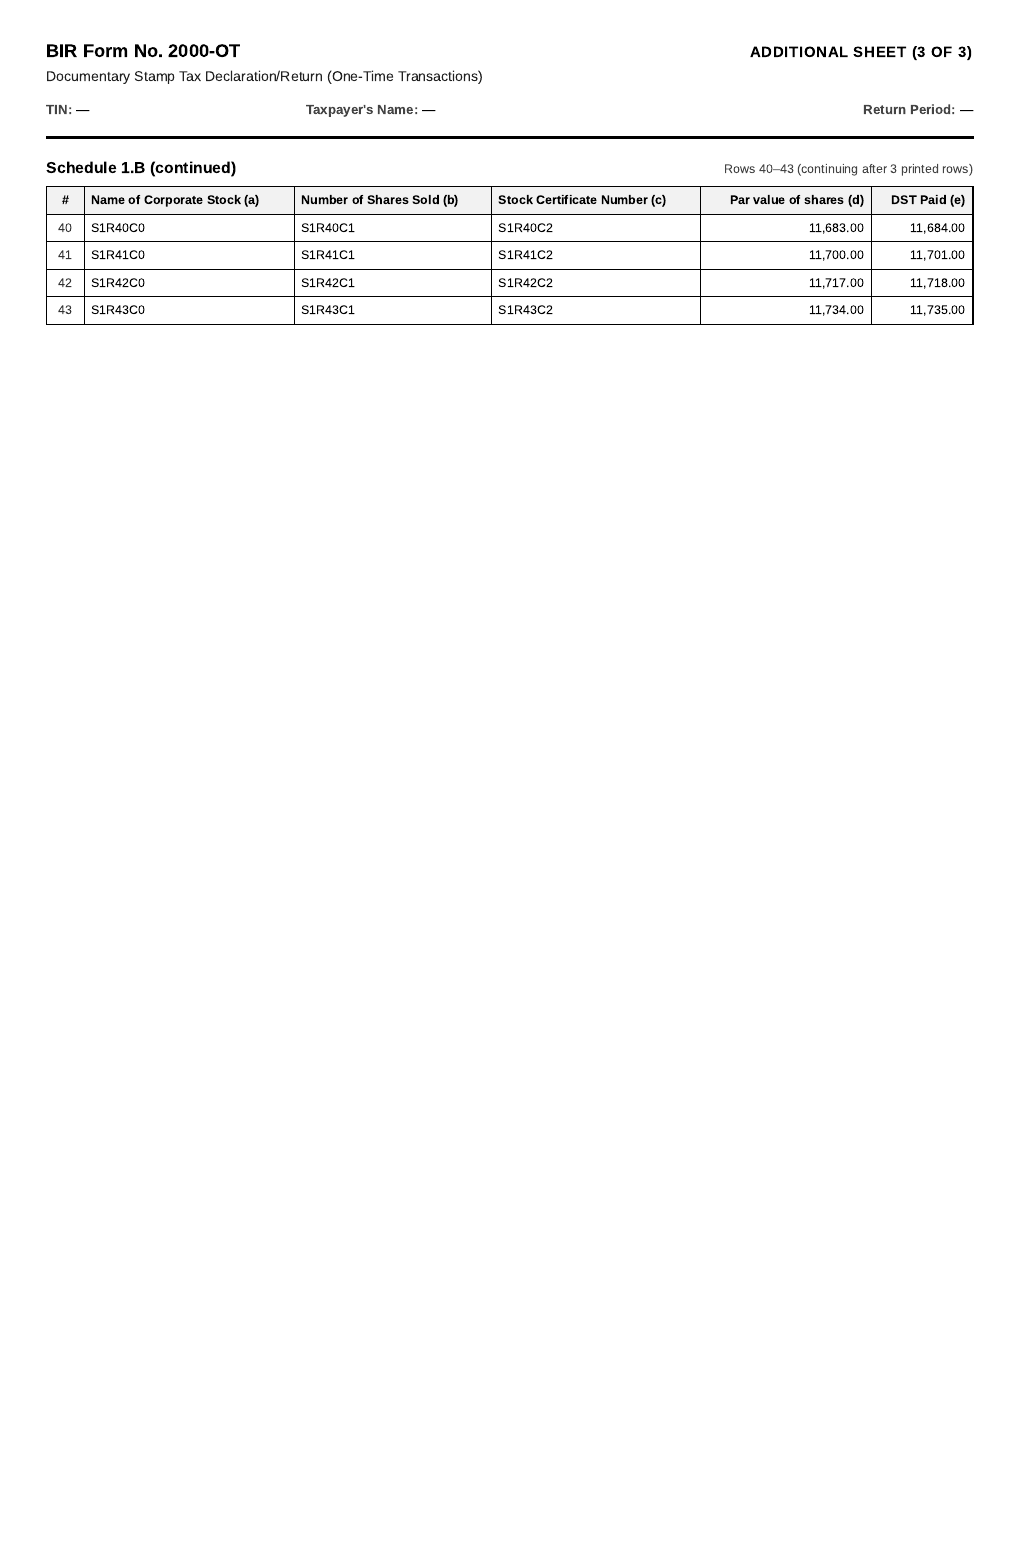 BIR Form No. 2000-OT
ADDITIONAL SHEET (3 OF 3)
Documentary Stamp Tax Declaration/Return (One-Time Transactions)
TIN: — Taxpayer's Name: — Return Period: —
Schedule 1.B (continued)
Rows 40–43 (continuing after 3 printed rows)
# Name of Corporate Stock (a) Number of Shares Sold (b) Stock Certificate Number (c) Par value of shares (d) DST Paid (e)
40 S1R40C0 S1R40C1 S1R40C2 11,683.00 11,684.00
41 S1R41C0 S1R41C1 S1R41C2 11,700.00 11,701.00
42 S1R42C0 S1R42C1 S1R42C2 11,717.00 11,718.00
43 S1R43C0 S1R43C1 S1R43C2 11,734.00 11,735.00